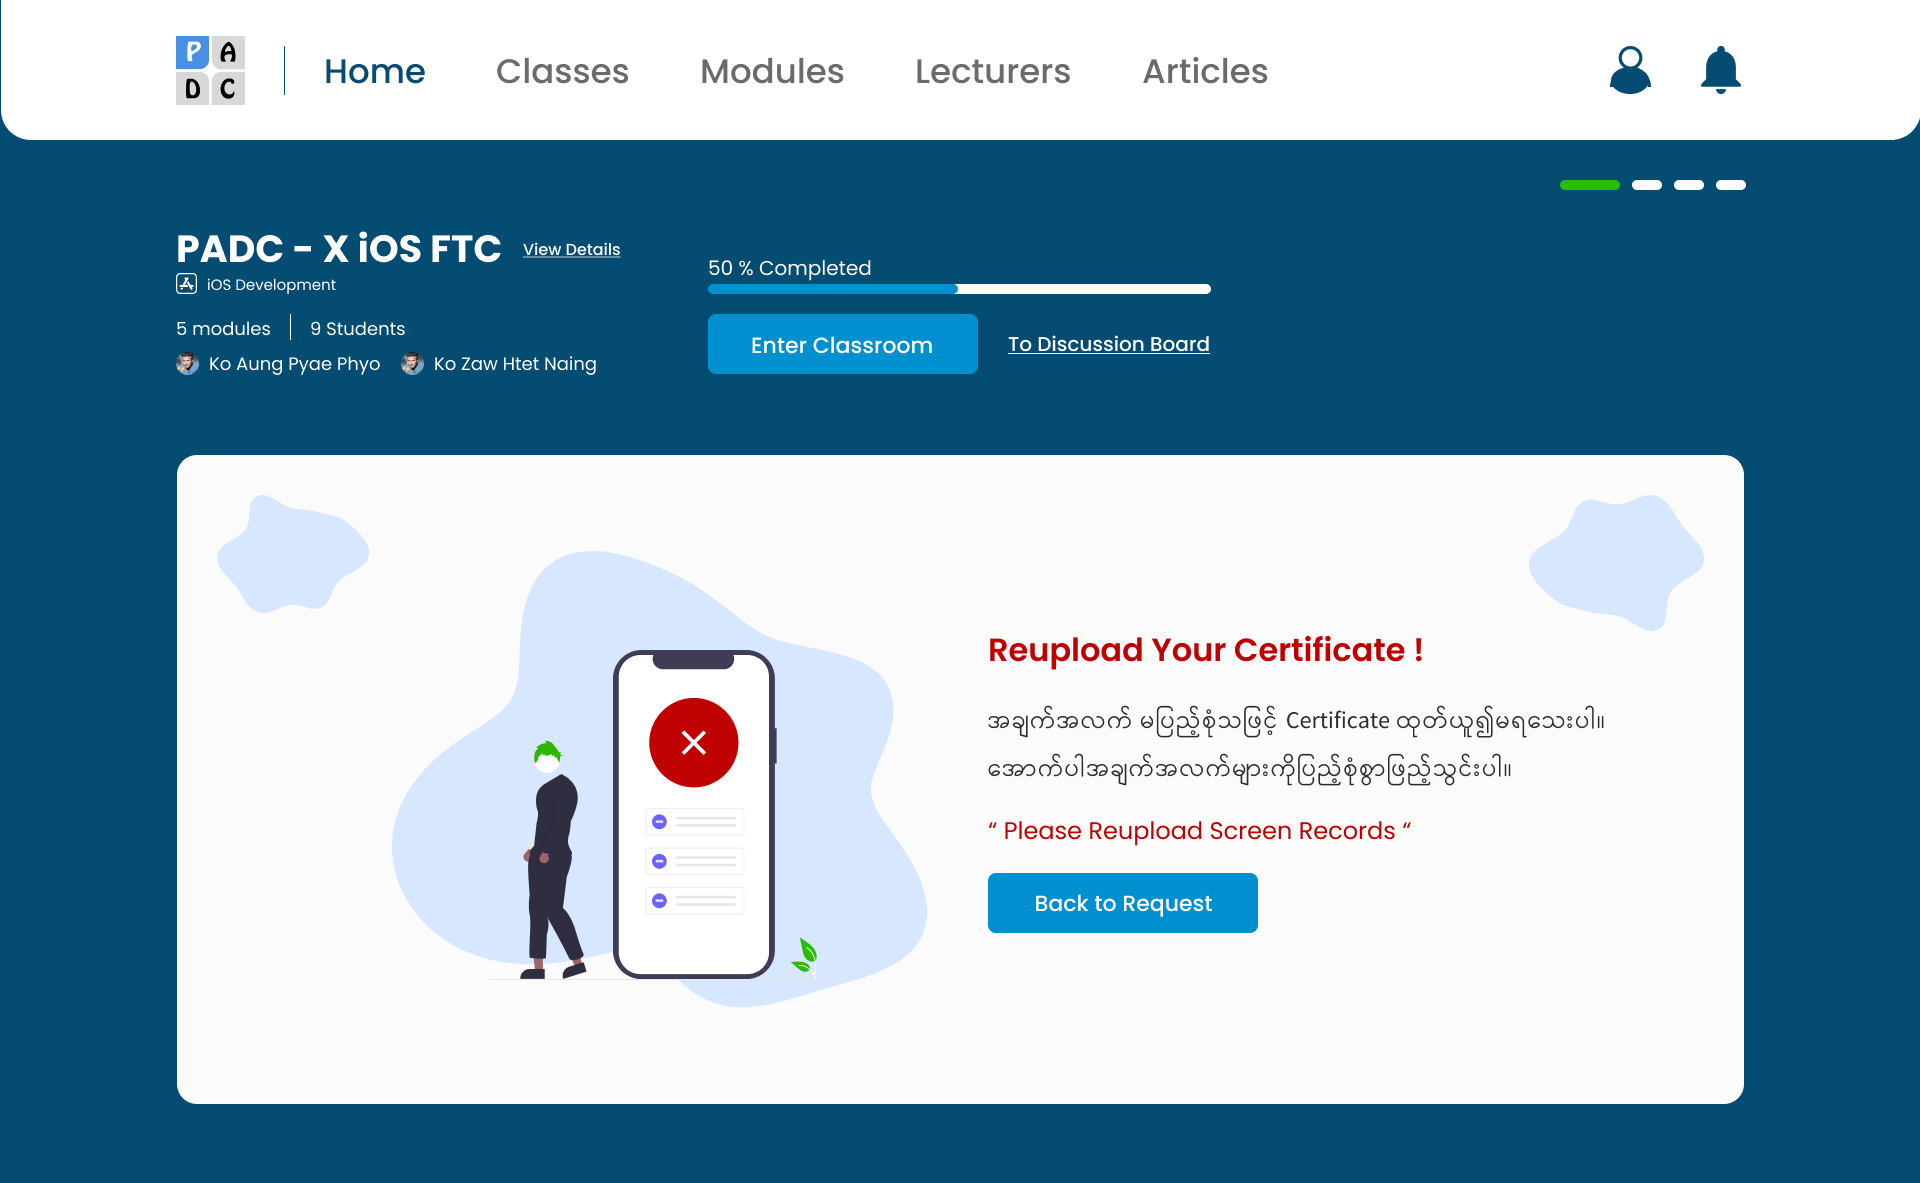 P A
D C
Home Classes Modules Lecturers Articles
PADC - X iOS FTC View Details
iOS Development
5 modules 9 Students
Ko Aung Pyae Phyo Ko Zaw Htet Naing
50 % Completed
Enter Classroom To Discussion Board
Reupload Your Certificate !
အချက်အလက် မပြည့်စုံသဖြင့် Certificate ထုတ်ယူ၍မရသေးပါ။
အောက်ပါအချက်အလက်များကိုပြည့်စုံစွာဖြည့်သွင်းပါ။
“ Please Reupload Screen Records “
Back to Request